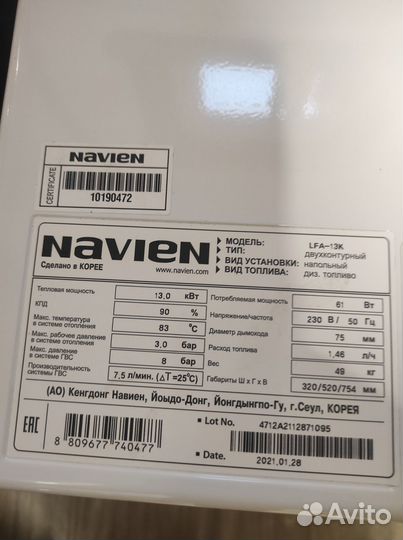 NAVIEN
CERTIFICATE
10190472
NAVIEN
Сделано в КОРЕЕ
www.navien.com
МОДЕЛЬ: LFA-13K
ТИП: двухконтурный
ВИД УСТАНОВКИ: напольный
ВИД ТОПЛИВА: диз. топливо
Тепловая мощность 13.0 кВт
КПД 90 %
Макс. температура в системе отопления 83 °C
Макс. рабочее давление в системе отопления 3.0 бар
Макс. давление в системе ГВС 8 бар
Производительность системы ГВС 7,5 л/мин. (△T =25°C)
Потребляемая мощность 61 Вт
Напряжение/частота 230 В / 50 Гц
Диаметр дымохода 75 мм
Расход топлива 1,46 л/ч
Вес 49 кг
Габариты Ш х Г х В 320/520/754 мм
(АО) Кенгдонг Навиен, Йоыдо-Донг, Йонгдынгпо-Гу, г.Сеул, КОРЕЯ
EAC
8 809677 740477
▪ Lot No. 4712A2112871095
▪ Date. 2021.01.28
Avito